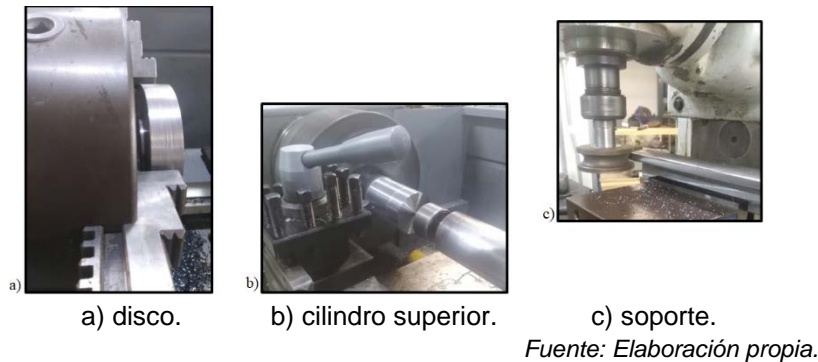 a)
b)
c)
a) disco. b) cilindro superior. c) soporte.
Fuente: Elaboración propia.